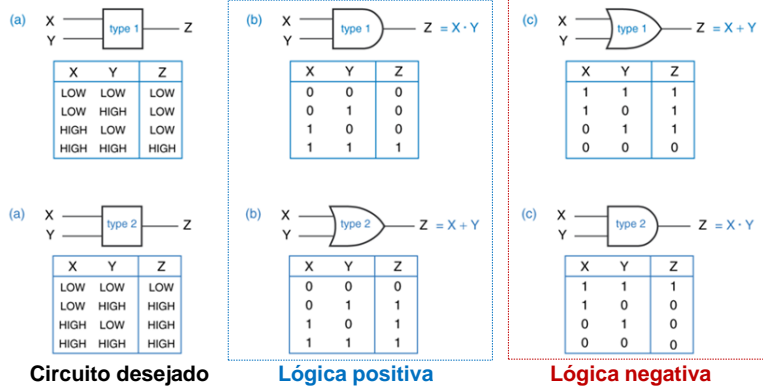 (a) X Y type 1 Z
X Y Z
LOW LOW LOW
LOW HIGH LOW
HIGH LOW LOW
HIGH HIGH HIGH
(b) X Y type 1 Z = X · Y
X Y Z
0 0 0
0 1 0
1 0 0
1 1 1
(c) X Y type 1 Z = X + Y
X Y Z
1 1 1
1 0 1
0 1 1
0 0 0
(a) X Y type 2 Z
X Y Z
LOW LOW LOW
LOW HIGH HIGH
HIGH LOW HIGH
HIGH HIGH HIGH
Circuito desejado
(b) X Y type 2 Z = X + Y
X Y Z
0 0 0
0 1 1
1 0 1
1 1 1
Lógica positiva
(c) X Y type 2 Z = X · Y
X Y Z
1 1 1
1 0 0
0 1 0
0 0 0
Lógica negativa